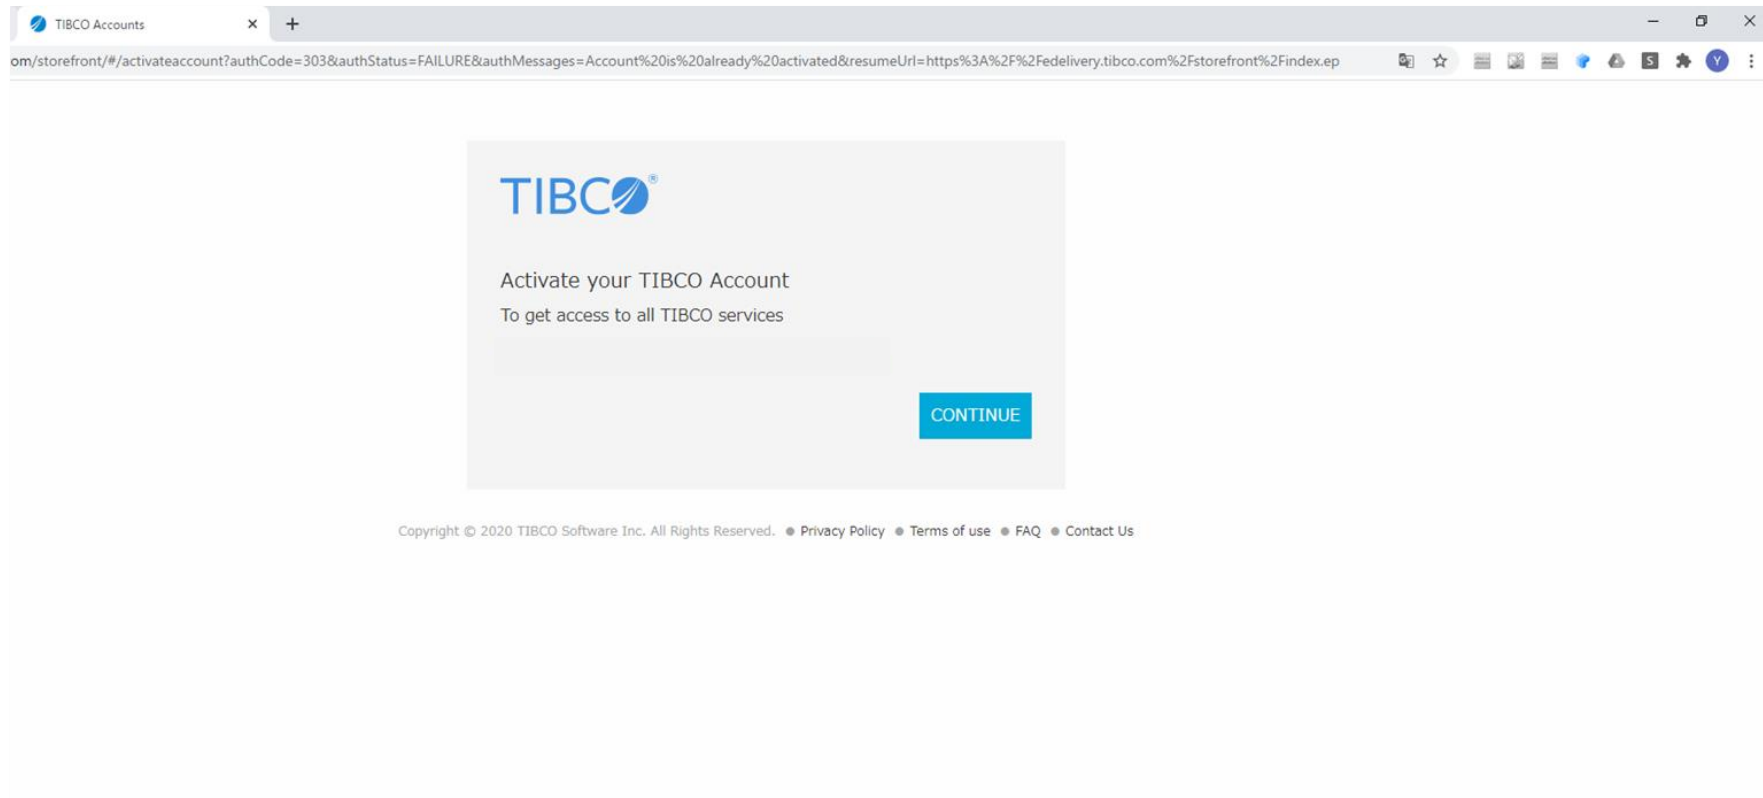 TIBCO Accounts
om/storefront/#/activateaccount?authCode=303&authStatus=FAILURE&authMessages=Account%20is%20already%20activated&resumeUrl=https%3A%2F%2Fedelivery.tibco.com%2Fstorefront%2Findex.ep
S
Y
TIBCO®
Activate your TIBCO Account
To get access to all TIBCO services
CONTINUE
Copyright © 2020 TIBCO Software Inc. All Rights Reserved. ● Privacy Policy ● Terms of use ● FAQ ● Contact Us